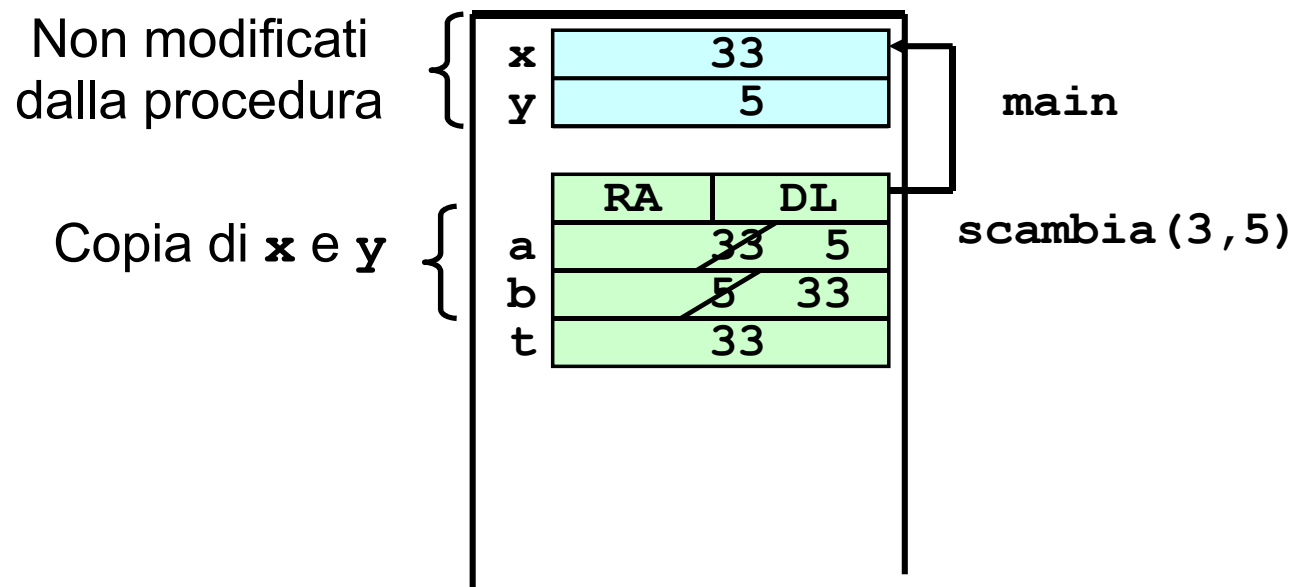 Non modificati
dalla procedura
x 33
y 5
main
RA DL
Copia di x e y
a 33 5
scambia(3,5)
b 5 33
t 33